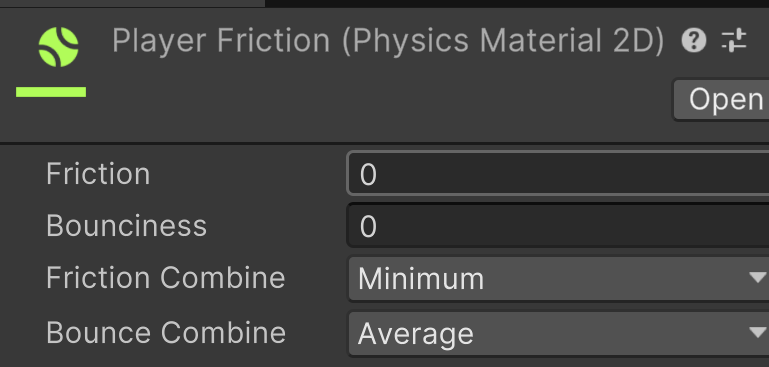 Player Friction (Physics Material 2D)
Open
Friction 0
Bounciness 0
Friction Combine Minimum
Bounce Combine Average